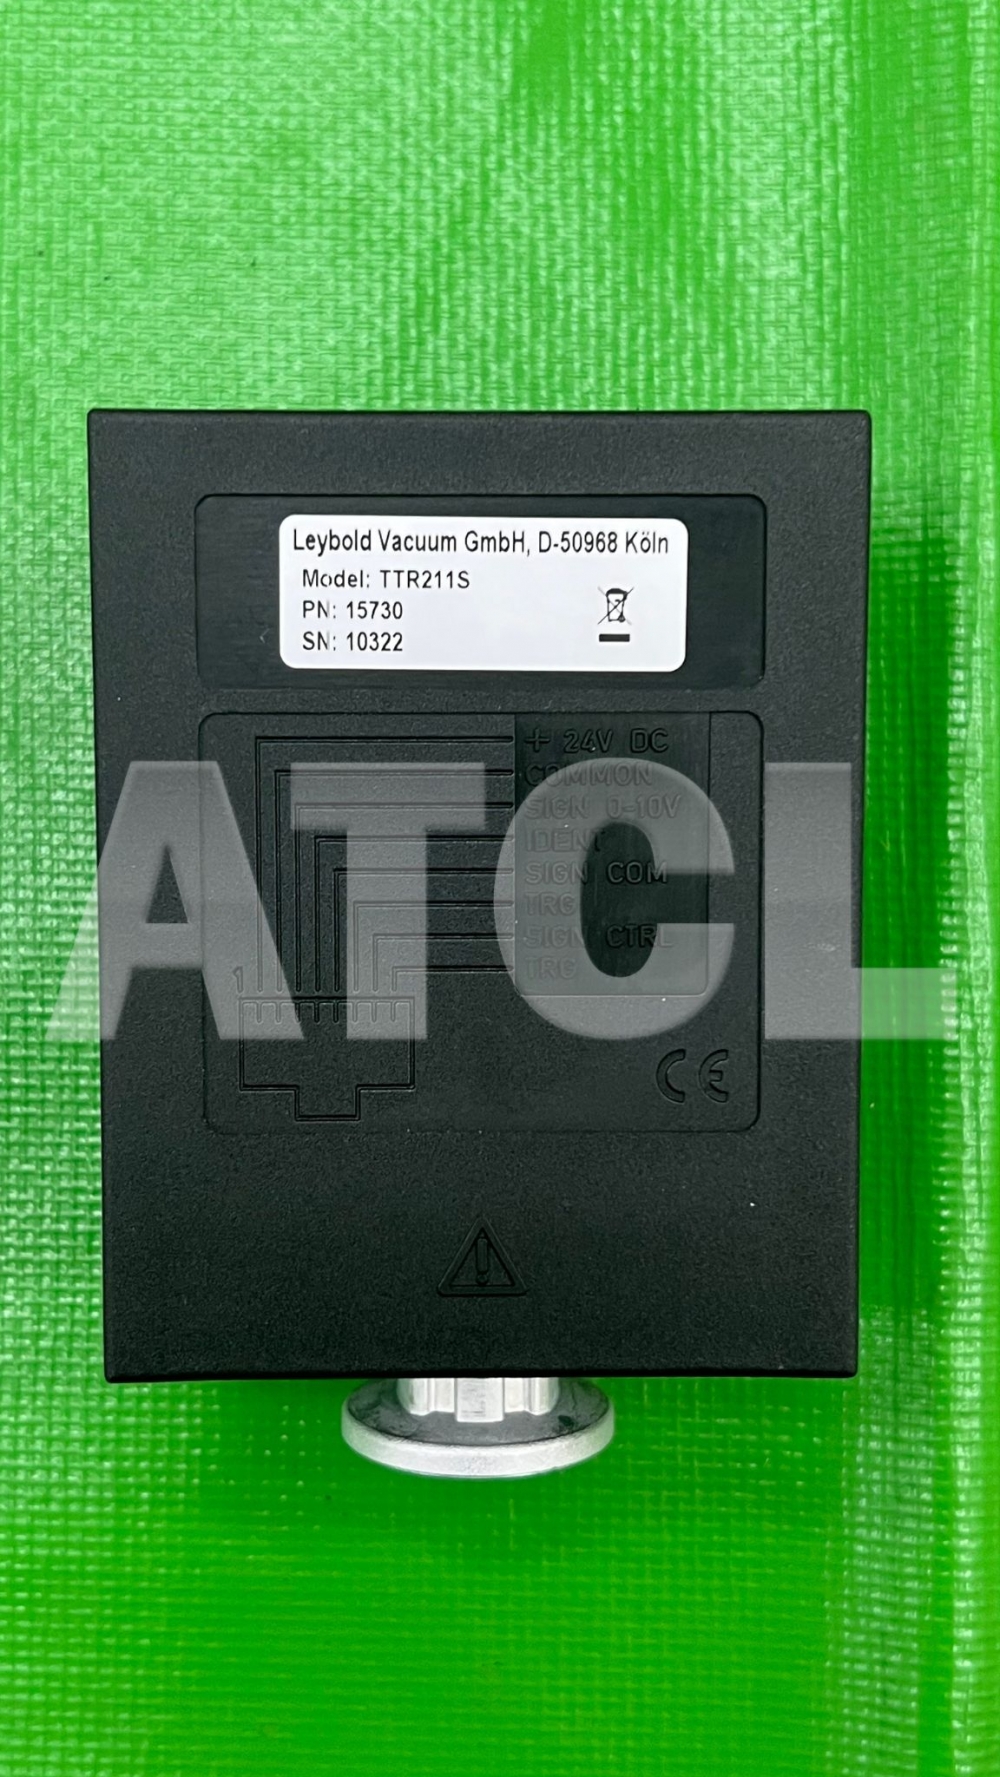 Leybold Vacuum GmbH, D-50968 Köln
Model: TTR211S
PN: 15730
SN: 10322
+ 24V DC
COMMON
SIGN 0-10V
IDENT
SIGN COM
TRG
SIGN CTRL
TRG
1
CE
ATCL